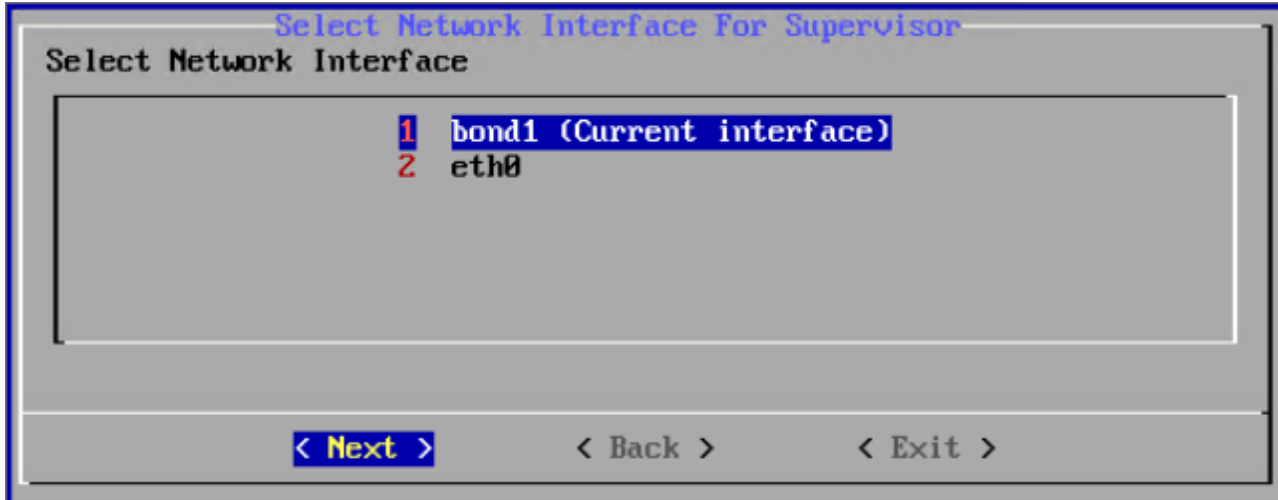 Select Network Interface For Supervisor
Select Network Interface
1 bond1 (Current interface)
2 eth0
< Next > < Back > < Exit >